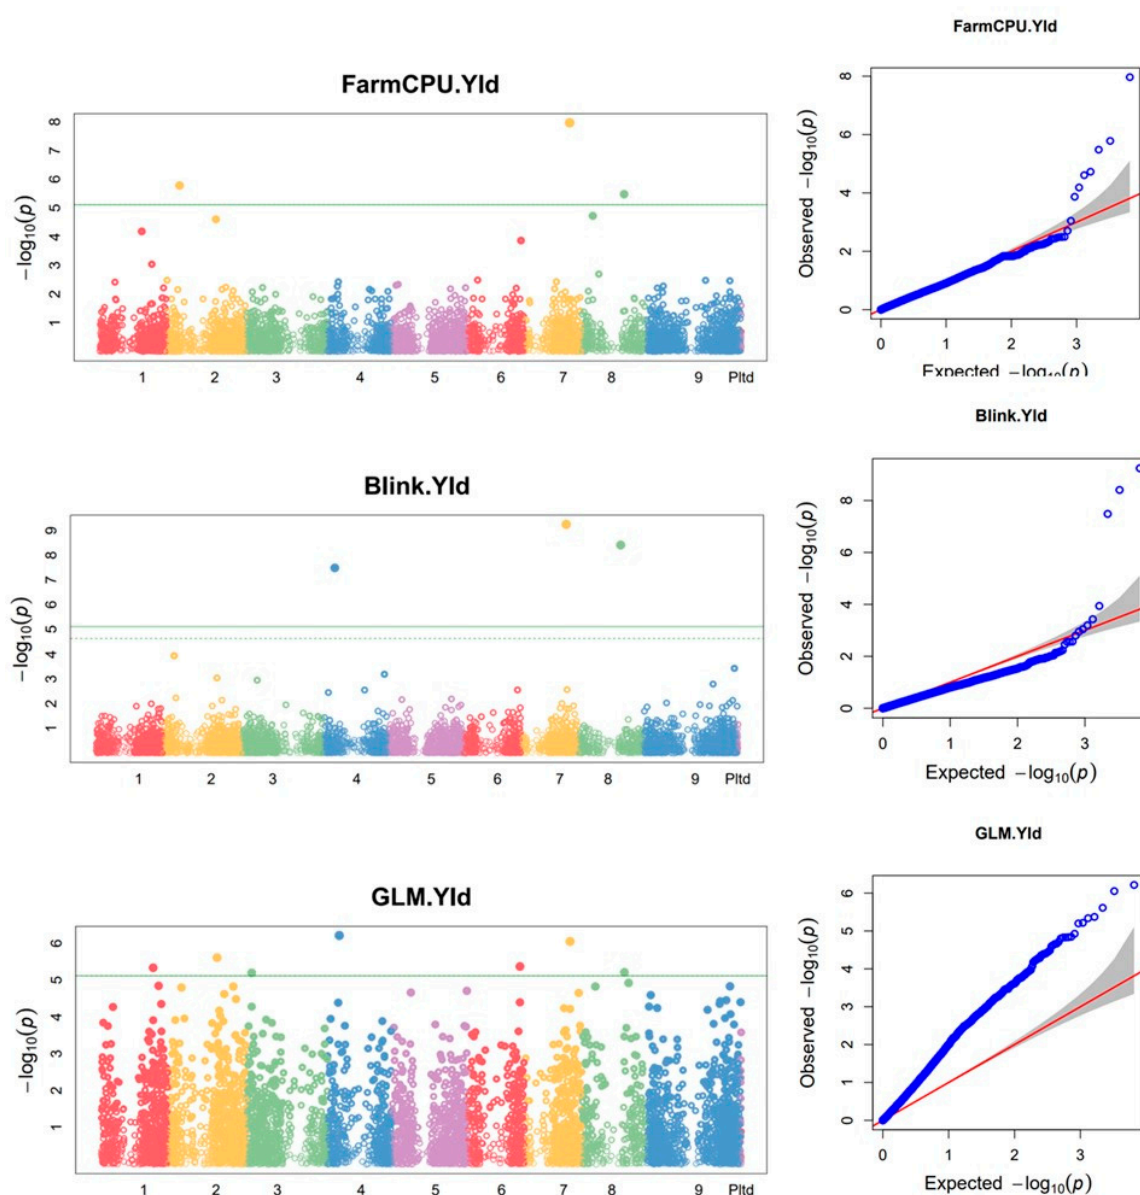 FarmCPU.Yld
FarmCPU.Yld
−log10(p)
8
7
6
5
4
3
2
1
1 2 3 4 5 6 7 8 9 Pltd
Observed −log10(p)
8
6
4
2
0
0 1 2 3
Expected −log10(p)
Blink.Yld
Blink.Yld
−log10(p)
9
8
7
6
5
4
3
2
1
1 2 3 4 5 6 7 8 9 Pltd
Observed −log10(p)
8
6
4
2
0
0 1 2 3
Expected −log10(p)
GLM.Yld
GLM.Yld
−log10(p)
6
5
4
3
2
1
1 2 3 4 5 6 7 8 9 Pltd
Observed −log10(p)
6
5
4
3
2
1
0
0 1 2 3
Expected −log10(p)